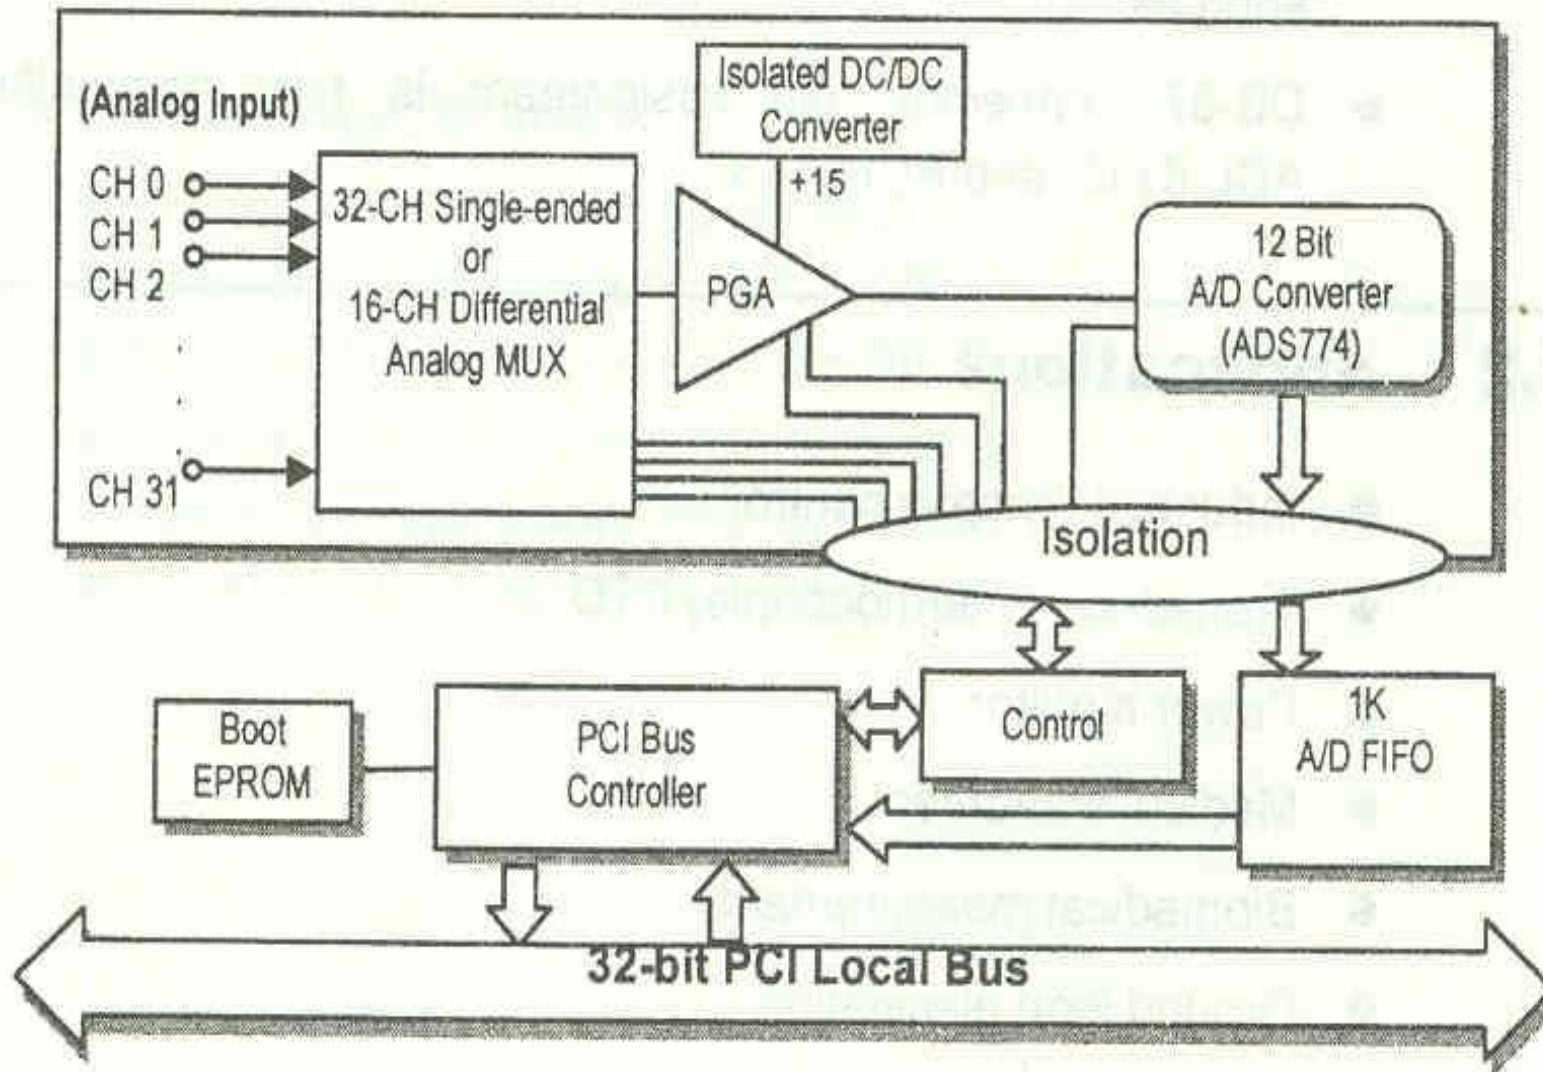 (Analog Input)
Isolated DC/DC
Converter
+15
CH 0
CH 1
CH 2
CH 31
32-CH Single-ended
or
16-CH Differential
Analog MUX
PGA
12 Bit
A/D Converter
(ADS774)
Isolation
Boot
EPROM
PCI Bus
Controller
Control
1K
A/D FIFO
32-bit PCI Local Bus